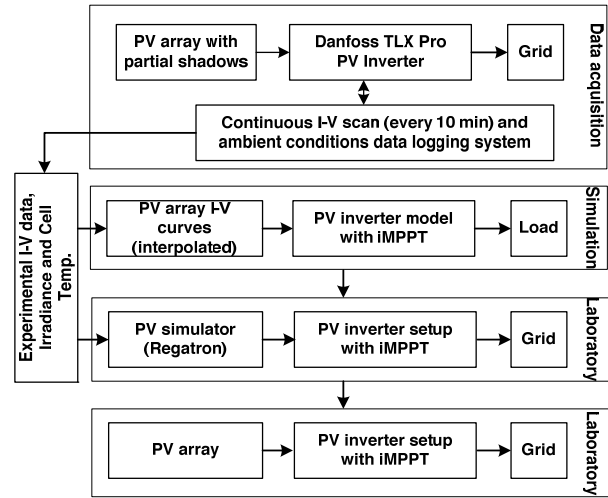 PV array with
partial shadows
Danfoss TLX Pro
PV Inverter
Grid
Data acquisition
Continuous I-V scan (every 10 min) and
ambient conditions data logging system
Experimental I-V data,
Irradiance and Cell
Temp.
PV array I-V
curves
(interpolated)
PV inverter model
with iMPPT
Load
Simulation
PV simulator
(Regatron)
PV inverter setup
with iMPPT
Grid
Laboratory
PV array
PV inverter setup
with iMPPT
Grid
Laboratory